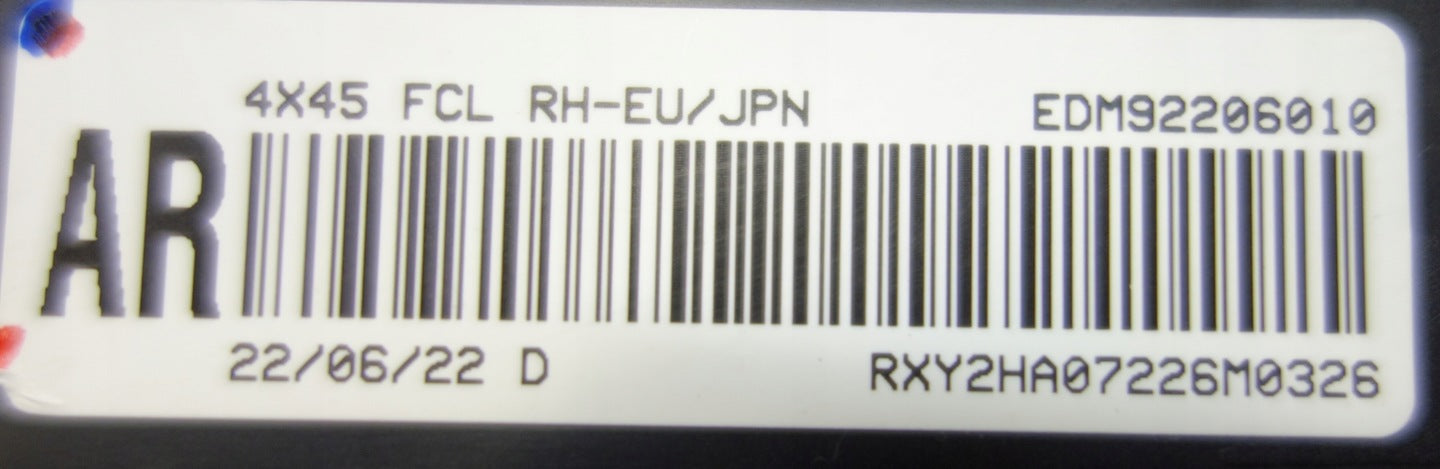 4X45 FCL RH-EU/JPN EDM92206010
AR
22/06/22 D RXY2HA07226M0326